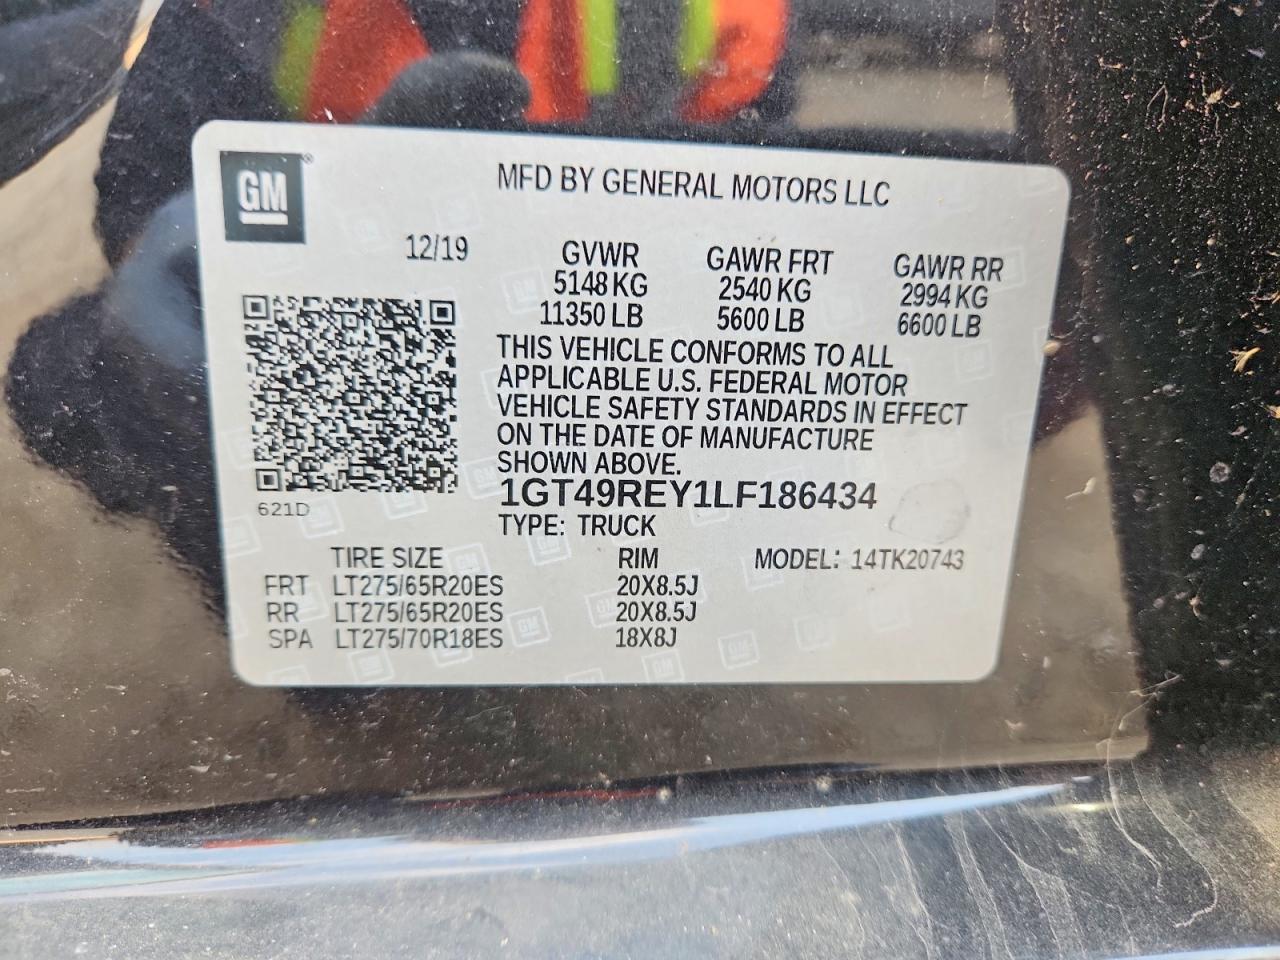 GM
MFD BY GENERAL MOTORS LLC
12/19 GVWR GAWR FRT GAWR RR
5148 KG 2540 KG 2994 KG
11350 LB 5600 LB 6600 LB
THIS VEHICLE CONFORMS TO ALL
APPLICABLE U.S. FEDERAL MOTOR
VEHICLE SAFETY STANDARDS IN EFFECT
ON THE DATE OF MANUFACTURE
SHOWN ABOVE.
621D
1GT49REY1LF186434
TYPE: TRUCK
TIRE SIZE RIM MODEL: 14TK20743
FRT LT275/65R20ES 20X8.5J
RR LT275/65R20ES 20X8.5J
SPA LT275/70R18ES 18X8J